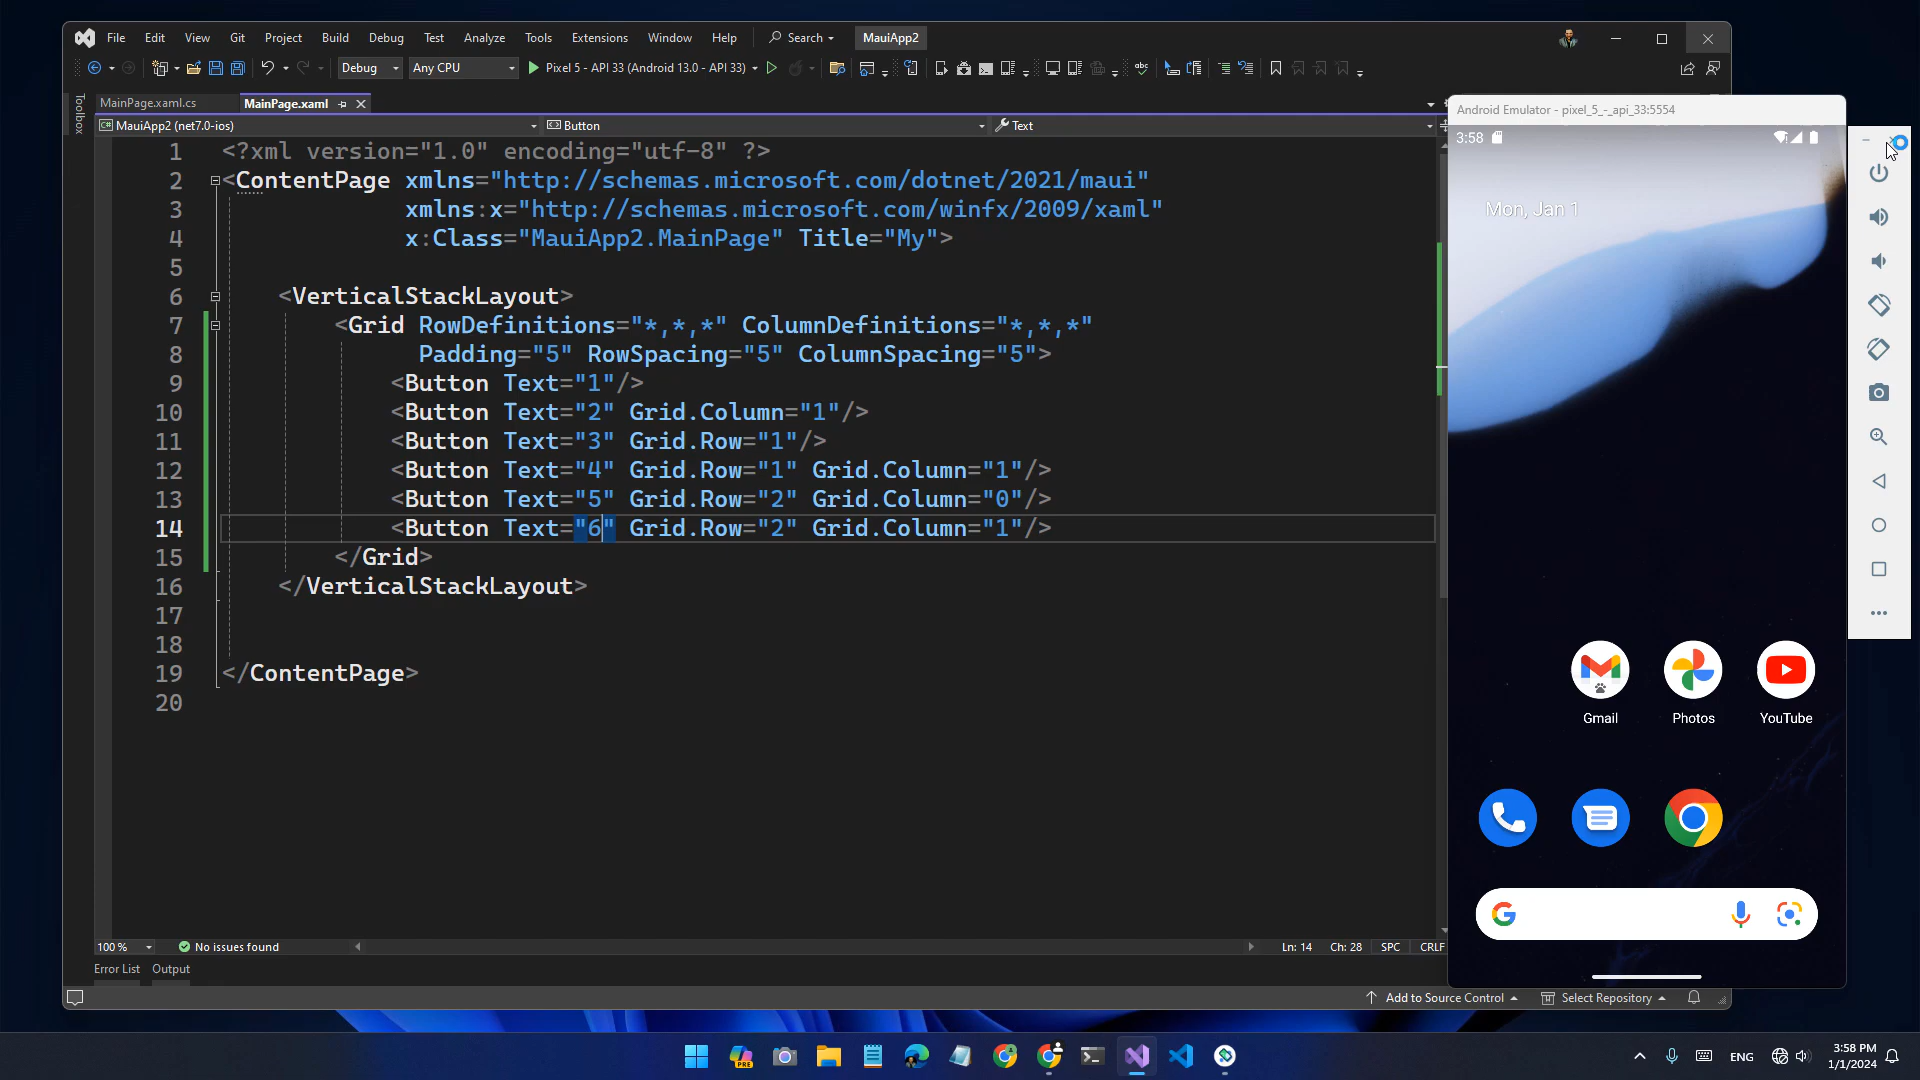 File Edit View Git Project Build Debug Test Analyze Tools Extensions Window Help Search MauiApp2
Debug Any CPU Pixel 5 - API 33 (Android 13.0 - API 33)
Toolbox
MainPage.xaml.cs MainPage.xaml
MauiApp2 (net7.0-ios) Button Text
1 <?xml version="1.0" encoding="utf-8" ?>
2 <ContentPage xmlns="http://schemas.microsoft.com/dotnet/2021/maui"
3 xmlns:x="http://schemas.microsoft.com/winfx/2009/xaml"
4 x:Class="MauiApp2.MainPage" Title="My">
5
6 <VerticalStackLayout>
7 <Grid RowDefinitions="*,*,*" ColumnDefinitions="*,*,*"
8 Padding="5" RowSpacing="5" ColumnSpacing="5">
9 <Button Text="1"/>
10 <Button Text="2" Grid.Column="1"/>
11 <Button Text="3" Grid.Row="1"/>
12 <Button Text="4" Grid.Row="1" Grid.Column="1"/>
13 <Button Text="5" Grid.Row="2" Grid.Column="0"/>
14 <Button Text="6" Grid.Row="2" Grid.Column="1"/>
15 </Grid>
16 </VerticalStackLayout>
17
18
19 </ContentPage>
20
100 % No issues found Ln: 14 Ch: 28 SPC CRLF
Error List Output
Add to Source Control Select Repository
Android Emulator - pixel_5_-_api_33:5554
3:58
Mon, Jan 1
Gmail Photos YouTube
PRE
ENG
3:58 PM
1/1/2024